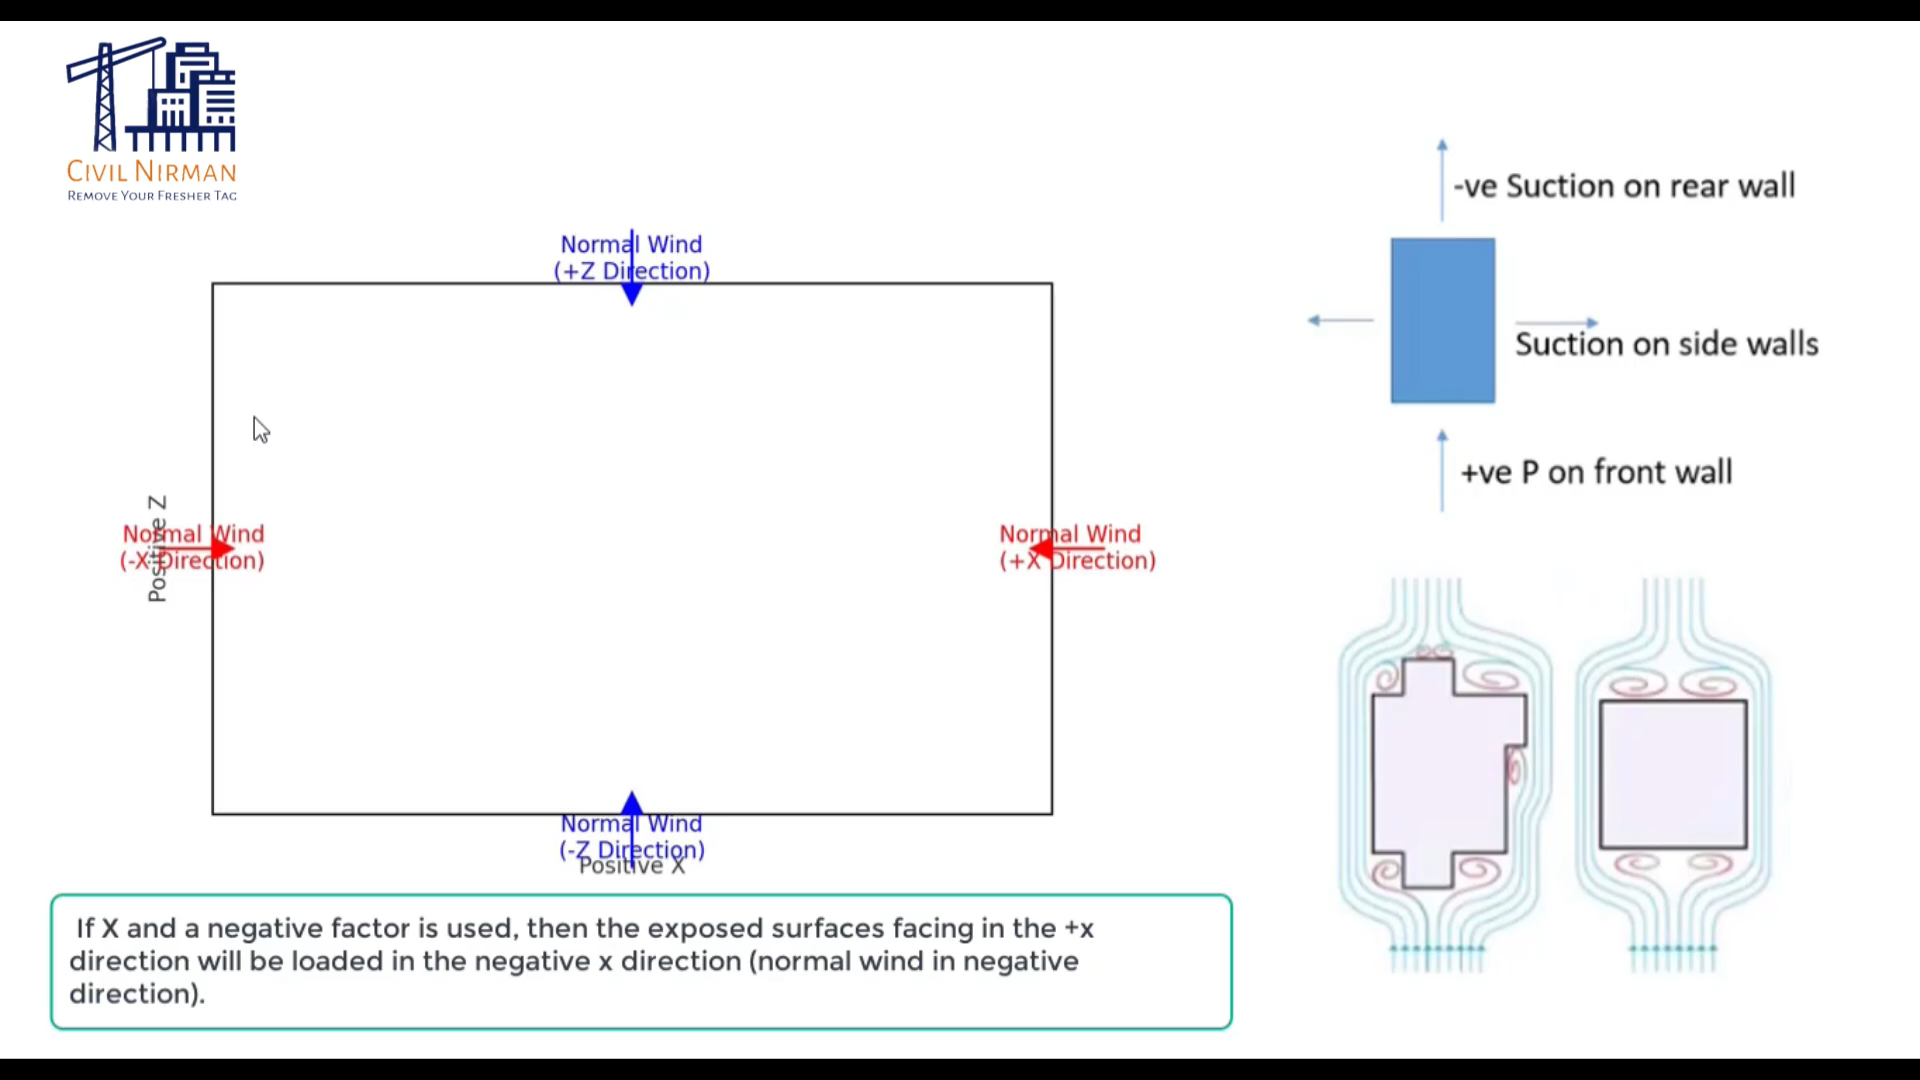 CIVIL NIRMAN
REMOVE YOUR FRESHER TAG
Normal Wind
(+Z Direction)
Positive Z
Normal Wind
(-X Direction)
Normal Wind
(+X Direction)
Normal Wind
(-Z Direction)
Positive X
If X and a negative factor is used, then the exposed surfaces facing in the +x
direction will be loaded in the negative x direction (normal wind in negative
direction).
-ve Suction on rear wall
Suction on side walls
+ve P on front wall